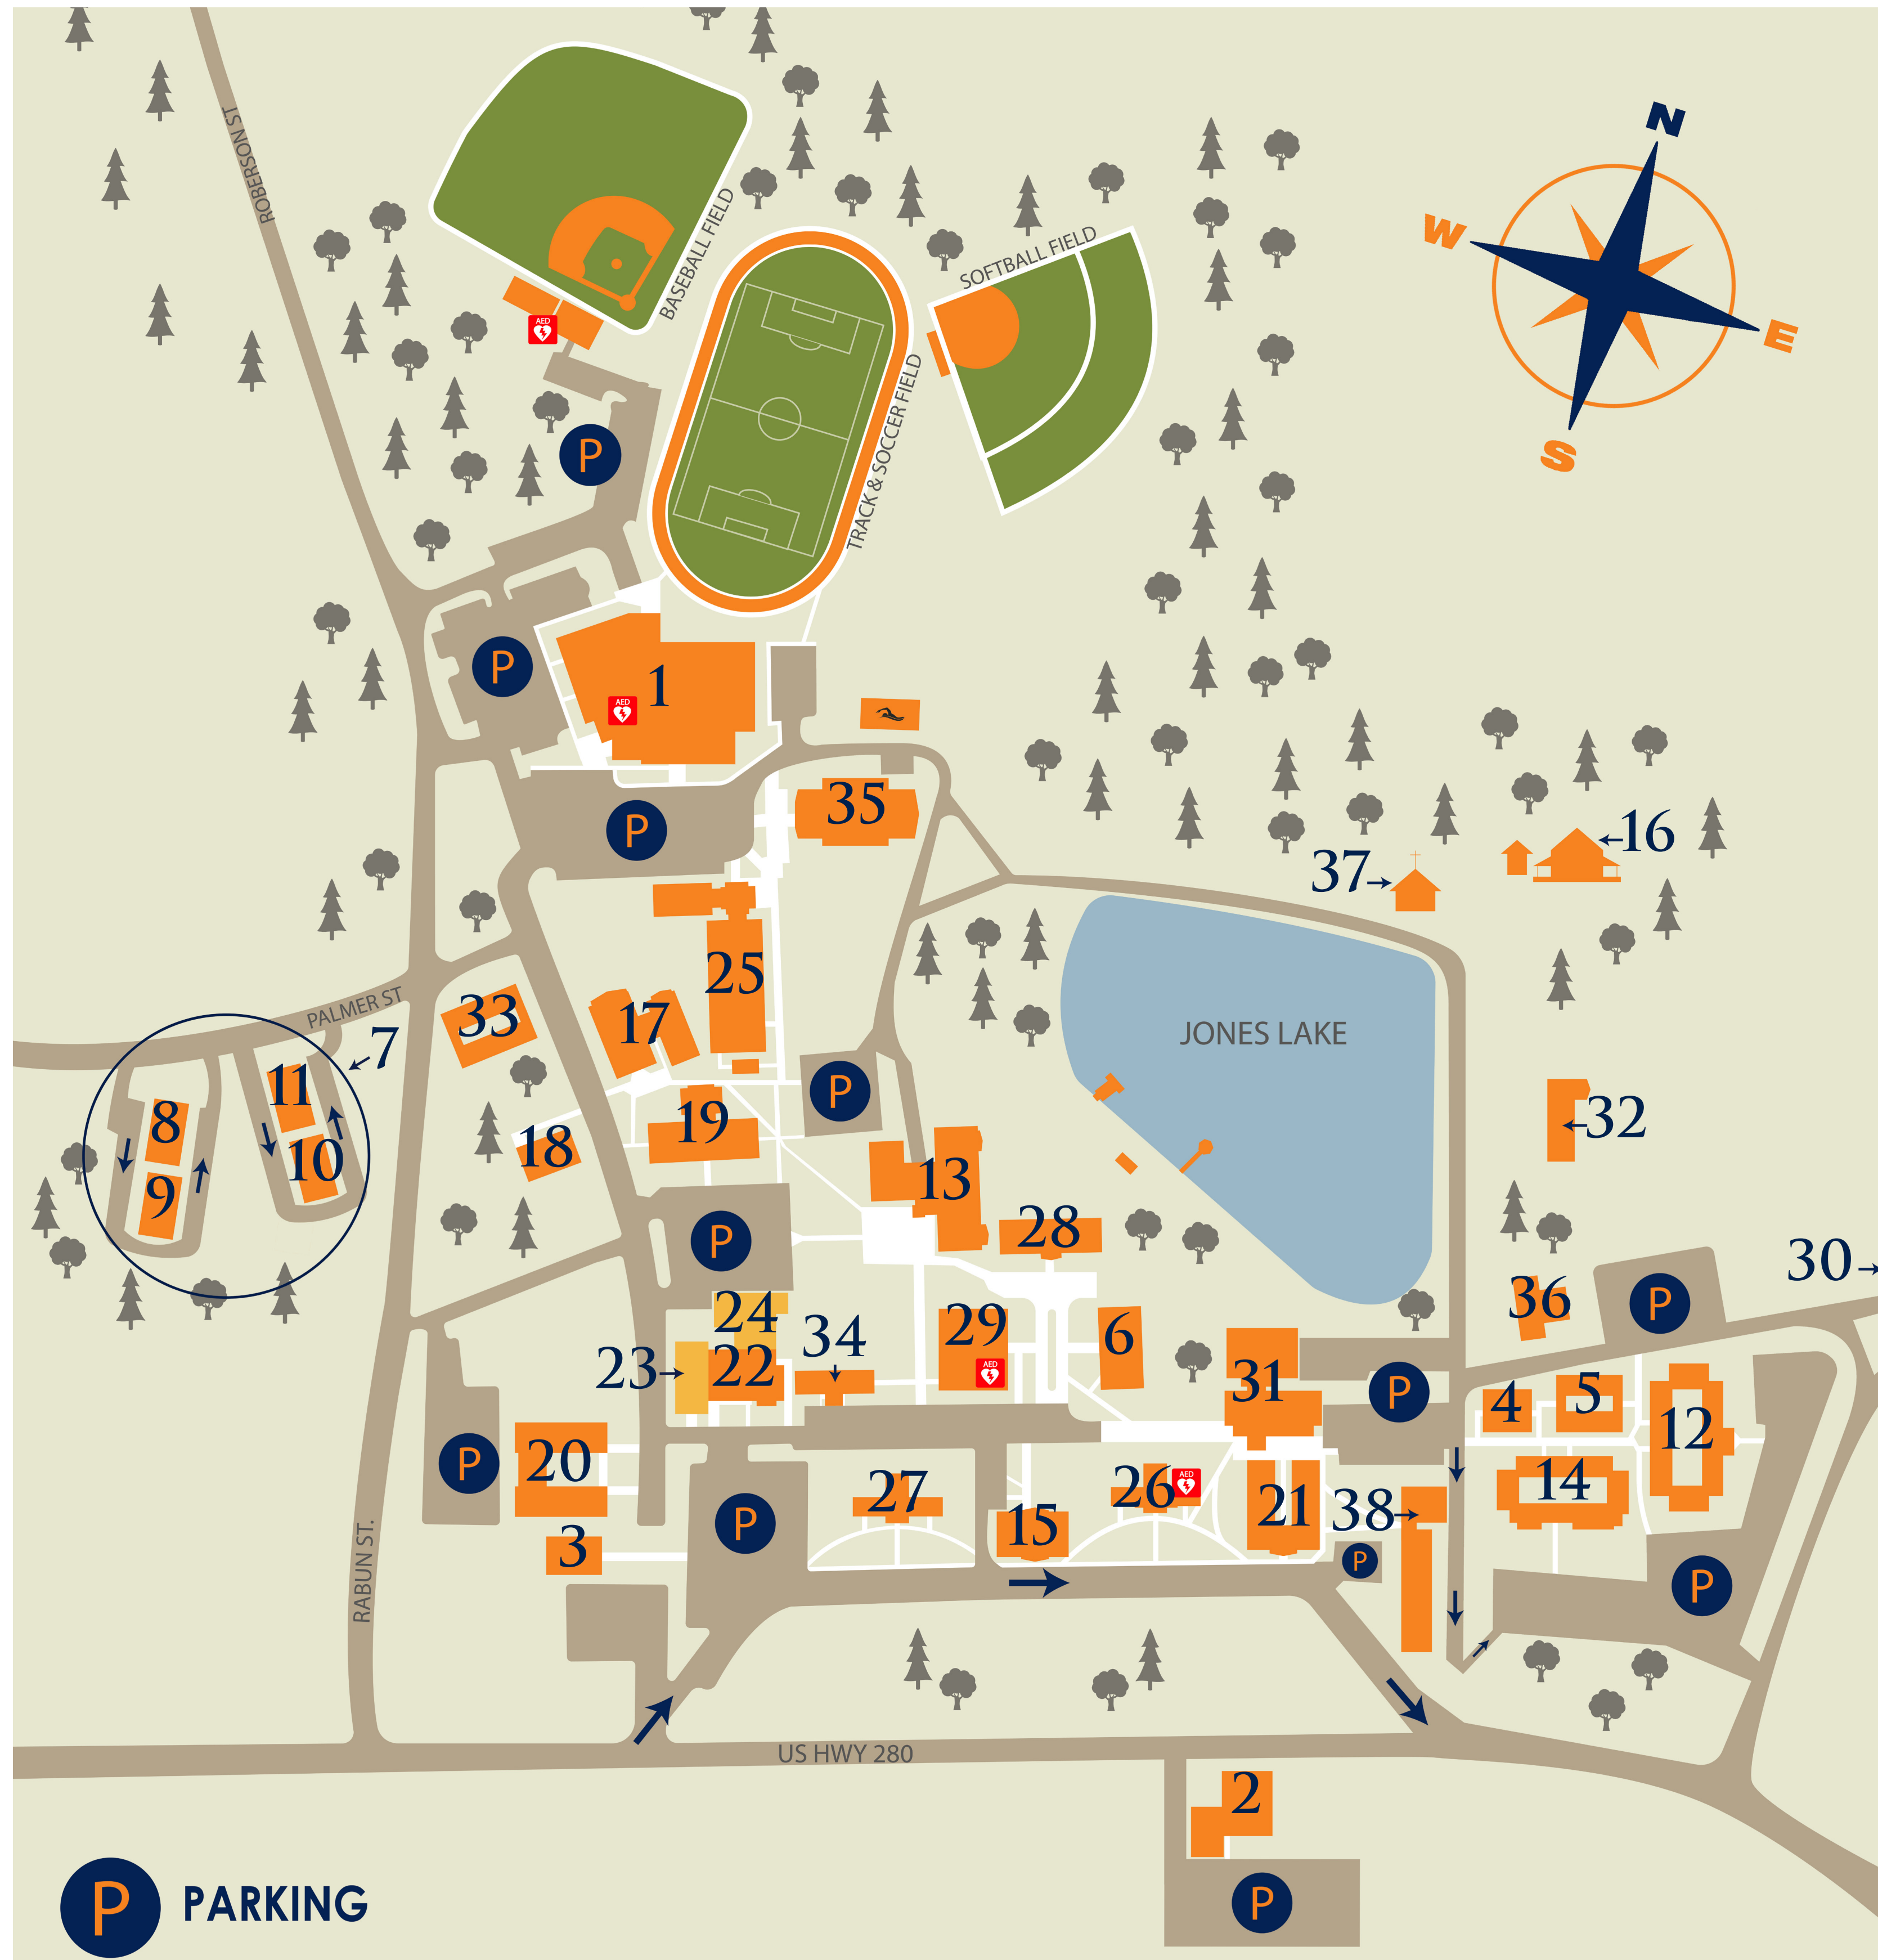 ROBERSON ST
BASEBALL FIELD
SOFTBALL FIELD
TRACK & SOCCER FIELD
N
W
E
S
AED
P
P
1
AED
P
35
16
37
25
33
17
PALMER ST
7
JONES LAKE
11
8
10
9
P
19
18
32
13
28
P
30
36
P
24
34
29
6
23
22
AED
31
P
4
5
12
20
P
27
26
AED
14
21
38
15
P
3
P
P
RABUN ST.
US HWY 280
2
P
P PARKING